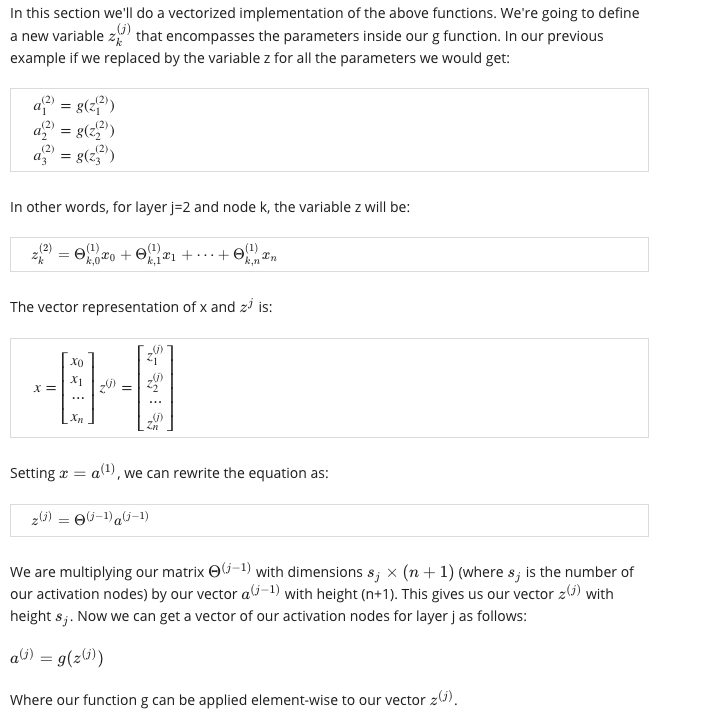 In this section we'll do a vectorized implementation of the above functions. We're going to define
a new variable $z_k^{(j)}$ that encompasses the parameters inside our g function. In our previous
example if we replaced by the variable z for all the parameters we would get:
$a_1^{(2)} = g(z_1^{(2)})$
$a_2^{(2)} = g(z_2^{(2)})$
$a_3^{(2)} = g(z_3^{(2)})$
In other words, for layer j=2 and node k, the variable z will be:
$z_k^{(2)} = \Theta_{k,0}^{(1)} x_0 + \Theta_{k,1}^{(1)} x_1 + \cdots + \Theta_{k,n}^{(1)} x_n$
The vector representation of x and $z^j$ is:
$x = \begin{bmatrix} x_0 \\ x_1 \\ \cdots \\ x_n \end{bmatrix} z^{(j)} = \begin{bmatrix} z_1^{(j)} \\ z_2^{(j)} \\ \cdots \\ z_n^{(j)} \end{bmatrix}$
Setting $x = a^{(1)}$, we can rewrite the equation as:
$z^{(j)} = \Theta^{(j-1)} a^{(j-1)}$
We are multiplying our matrix $\Theta^{(j-1)}$ with dimensions $s_j \times (n + 1)$ (where $s_j$ is the number of
our activation nodes) by our vector $a^{(j-1)}$ with height (n+1). This gives us our vector $z^{(j)}$ with
height $s_j$. Now we can get a vector of our activation nodes for layer j as follows:
$a^{(j)} = g(z^{(j)})$
Where our function g can be applied element-wise to our vector $z^{(j)}$.